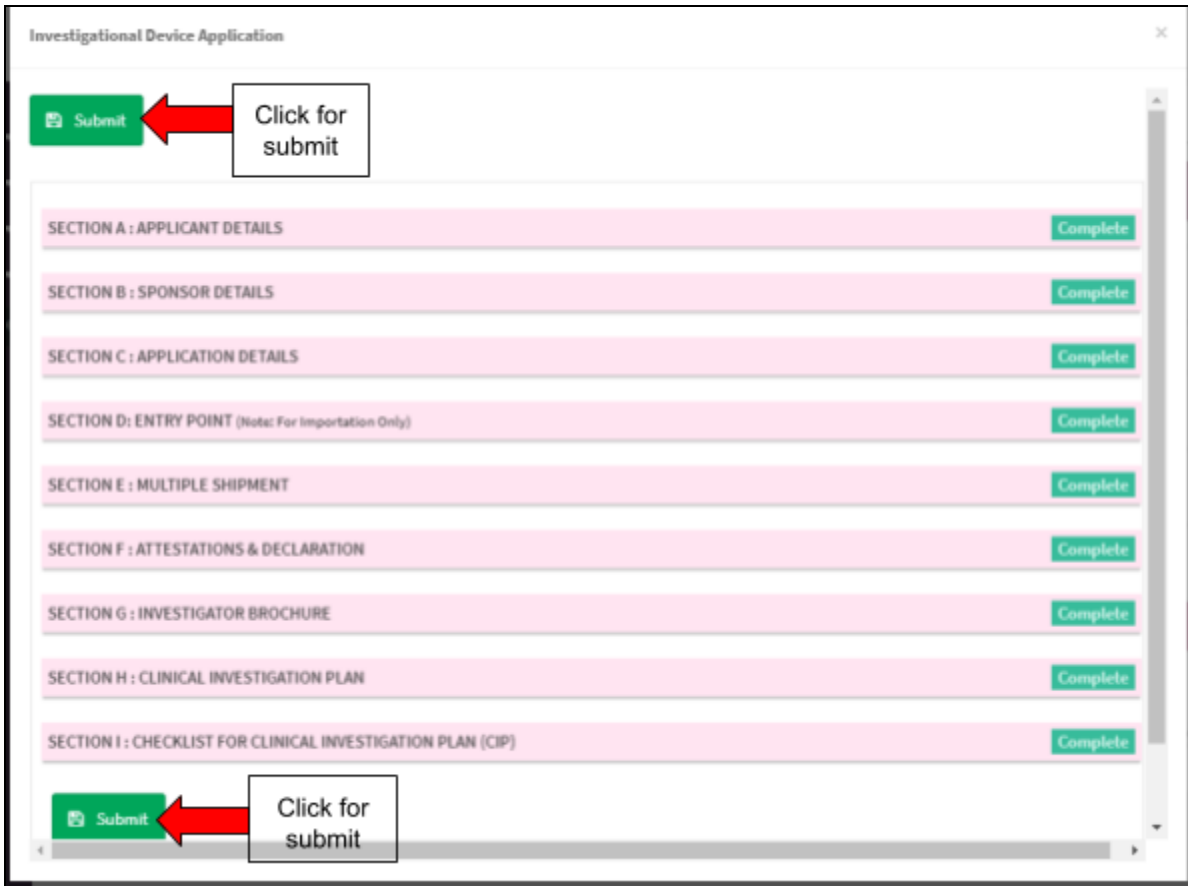 Investigational Device Application
×
Submit
Click for
submit
SECTION A : APPLICANT DETAILS Complete
SECTION B : SPONSOR DETAILS Complete
SECTION C : APPLICATION DETAILS Complete
SECTION D: ENTRY POINT (Note: For Importation Only) Complete
SECTION E : MULTIPLE SHIPMENT Complete
SECTION F : ATTESTATIONS & DECLARATION Complete
SECTION G : INVESTIGATOR BROCHURE Complete
SECTION H : CLINICAL INVESTIGATION PLAN Complete
SECTION I : CHECKLIST FOR CLINICAL INVESTIGATION PLAN (CIP) Complete
Submit
Click for
submit